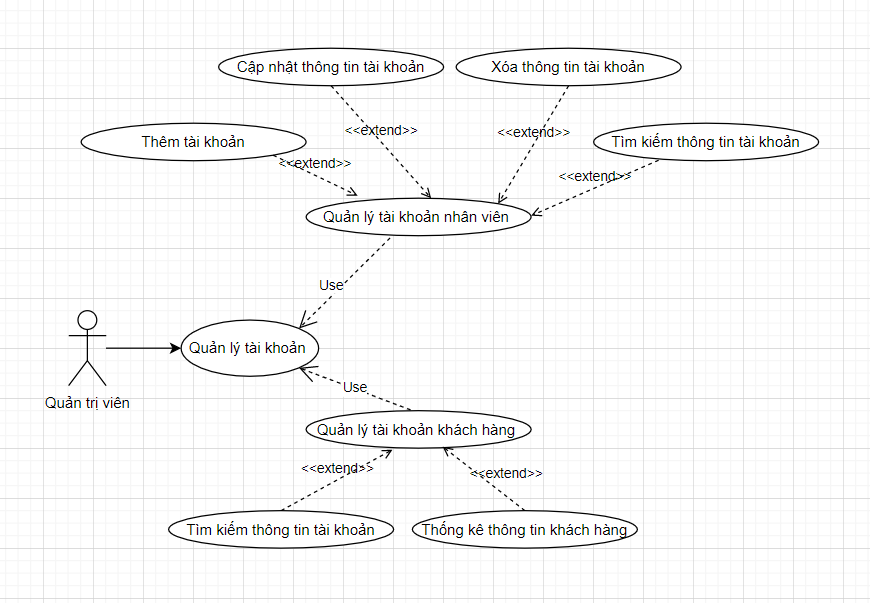 Cập nhật thông tin tài khoản
Xóa thông tin tài khoản
<<extend>>
<<extend>>
Thêm tài khoản
Tìm kiếm thông tin tài khoản
<<extend>>
<<extend>>
Quản lý tài khoản nhân viên
Use
Quản lý tài khoản
Quản trị viên
Use
Quản lý tài khoản khách hàng
<<extend>>
<<extend>>
Tìm kiếm thông tin tài khoản
Thống kê thông tin khách hàng